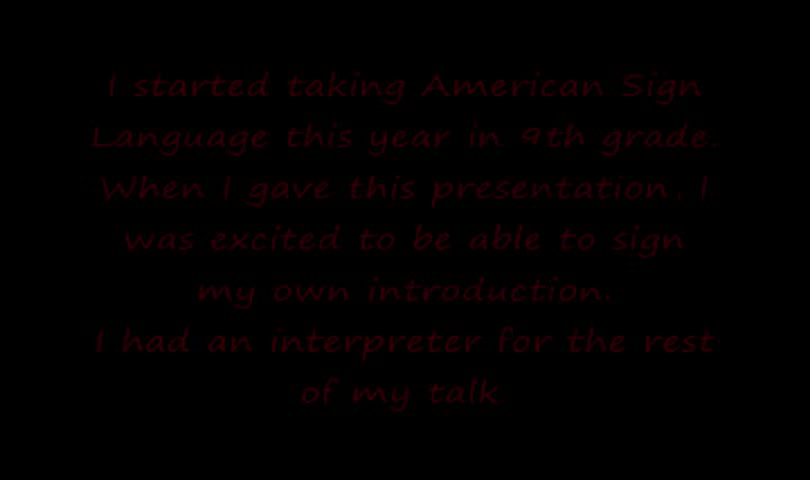 I started taking American Sign
Language this year in 9th grade.
When I gave this presentation, I
was excited to be able to sign
my own introduction.
I had an interpreter for the rest
of my talk